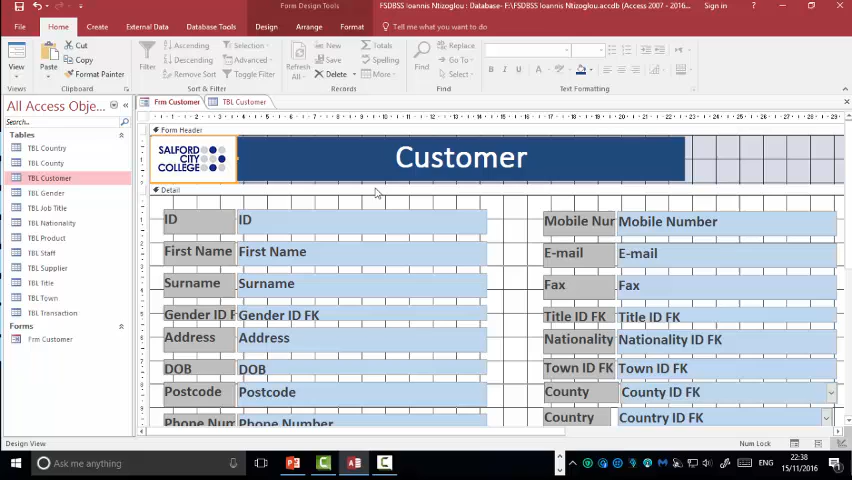 Form Design Tools
FSDBSS Ioannis Ntizoglou: Database- F:\FSDBSS Ioannis Ntizoglou.accdb (Access 2007 - 2016...
Sign in
File Home Create External Data Database Tools Design Arrange Format Tell me what you want to do
View
Paste
Cut
Copy
Format Painter
Clipboard
Filter
Ascending
Descending
Remove Sort
Selection
Advanced
Toggle Filter
Sort & Filter
Refresh All
New
Save
Delete
Totals
Spelling
More
Records
Find
Replace
Go To
Select
Find
B I U A
Text Formatting
All Access Obje...
Search...
Tables
TBL Country
TBL County
TBL Customer
TBL Gender
TBL Job Title
TBL Nationality
TBL Product
TBL Staff
TBL Supplier
TBL Title
TBL Town
TBL Transaction
Forms
Frm Customer
Frm Customer TBL Customer
Form Header
SALFORD
CITY
COLLEGE
Customer
Detail
ID ID
First Name First Name
Surname Surname
Gender ID F Gender ID FK
Address Address
DOB DOB
Postcode Postcode
Phone Num Phone Number
Mobile Nur Mobile Number
E-mail E-mail
Fax Fax
Title ID FK Title ID FK
Nationality Nationality ID FK
Town ID FK Town ID FK
County County ID FK
Country Country ID FK
Design View
Num Lock
Ask me anything
ENG
22:38
15/11/2016